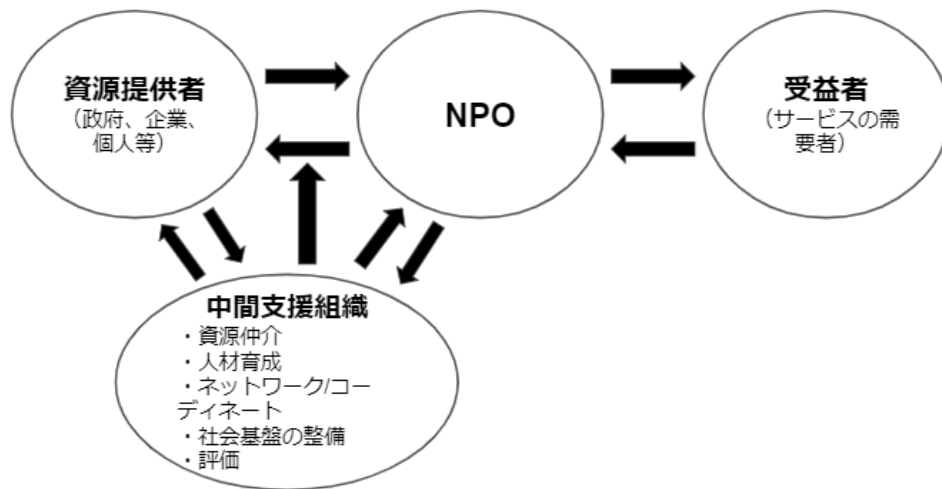 資源提供者
（政府、企業、
個人等）
NPO
受益者
（サービスの需
要者）
中間支援組織
・資源仲介
・人材育成
・ネットワーク/コー
ディネート
・社会基盤の整備
・評価